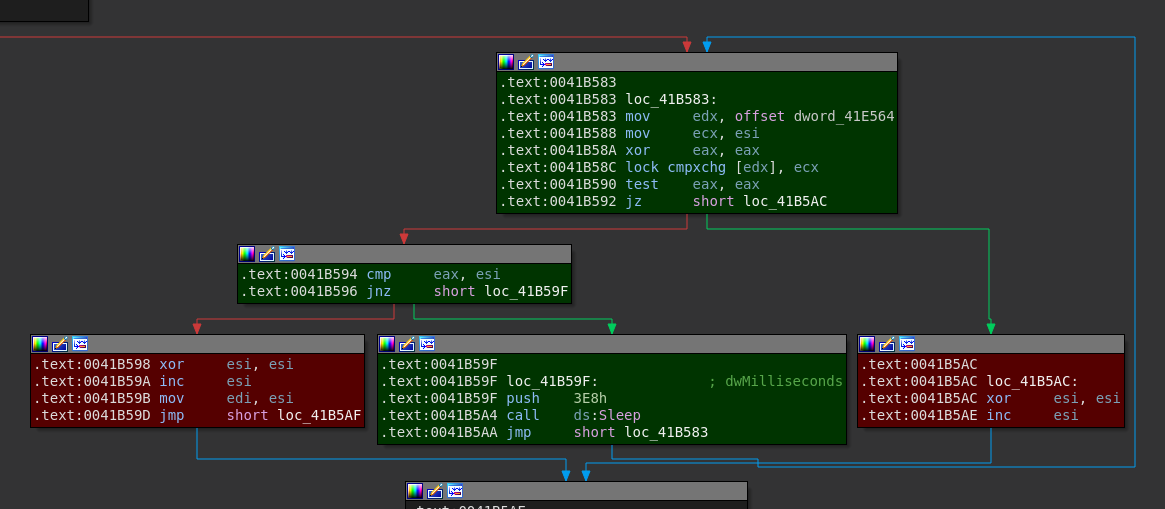 .text:0041B583
.text:0041B583 loc_41B583:
.text:0041B583 mov     edx, offset dword_41E564
.text:0041B588 mov     ecx, esi
.text:0041B58A xor     eax, eax
.text:0041B58C lock cmpxchg [edx], ecx
.text:0041B590 test    eax, eax
.text:0041B592 jz      short loc_41B5AC
.text:0041B594 cmp     eax, esi
.text:0041B596 jnz     short loc_41B59F
.text:0041B598 xor     esi, esi
.text:0041B59A inc     esi
.text:0041B59B mov     edi, esi
.text:0041B59D jmp     short loc_41B5AF
.text:0041B59F
.text:0041B59F loc_41B59F:             ; dwMilliseconds
.text:0041B59F push    3E8h
.text:0041B5A4 call    ds:Sleep
.text:0041B5AA jmp     short loc_41B583
.text:0041B5AC
.text:0041B5AC loc_41B5AC:
.text:0041B5AC xor     esi, esi
.text:0041B5AE inc     esi